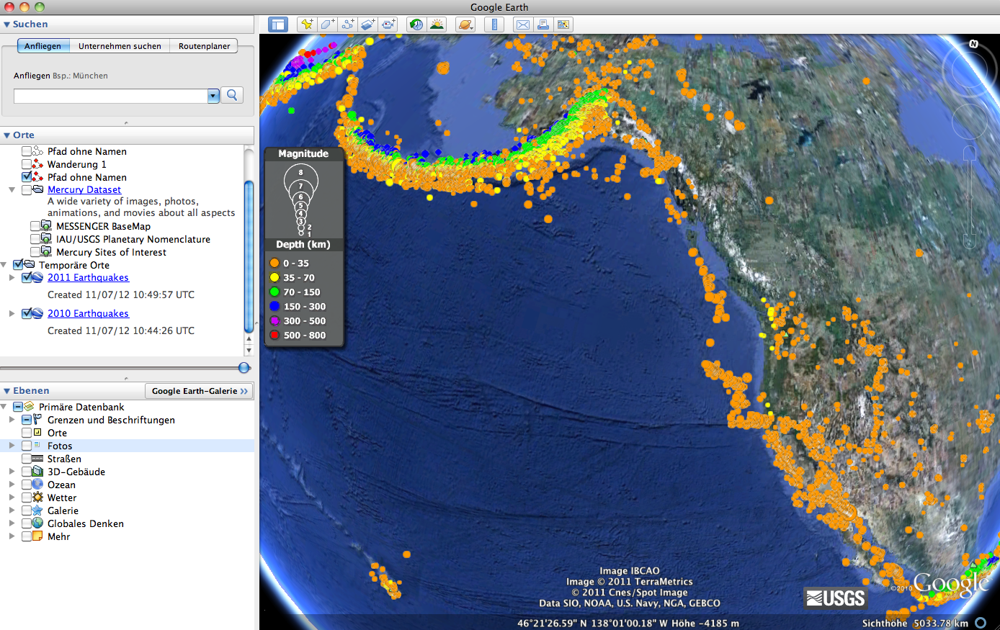 Google Earth
Suchen
Anfliegen
Unternehmen suchen
Routenplaner
Anfliegen Bsp.: München
Orte
Pfad ohne Namen
Wanderung 1
Pfad ohne Namen
Mercury Dataset
A wide variety of images, photos,
animations, and movies about all aspects
MESSENGER BaseMap
IAU/USGS Planetary Nomenclature
Mercury Sites of Interest
Temporäre Orte
2011 Earthquakes
Created 11/07/12 10:49:57 UTC
2010 Earthquakes
Created 11/07/12 10:44:26 UTC
Ebenen
Google Earth-Galerie >>
Primäre Datenbank
Grenzen und Beschriftungen
Orte
Fotos
Straßen
3D-Gebäude
Ozean
Wetter
Galerie
Globales Denken
Mehr
N
Magnitude
8
7
6
5
4
3
2
1
Depth (km)
0 - 35
35 - 70
70 - 150
150 - 300
300 - 500
500 - 800
Image IBCAO
Image © 2011 TerraMetrics
© 2011 Cnes/Spot Image
Data SIO, NOAA, U.S. Navy, NGA, GEBCO
USGS
©2010 Google
46°21'26.59" N 138°01'00.18" W Höhe -4185 m
Sichthöhe 5033.78 km